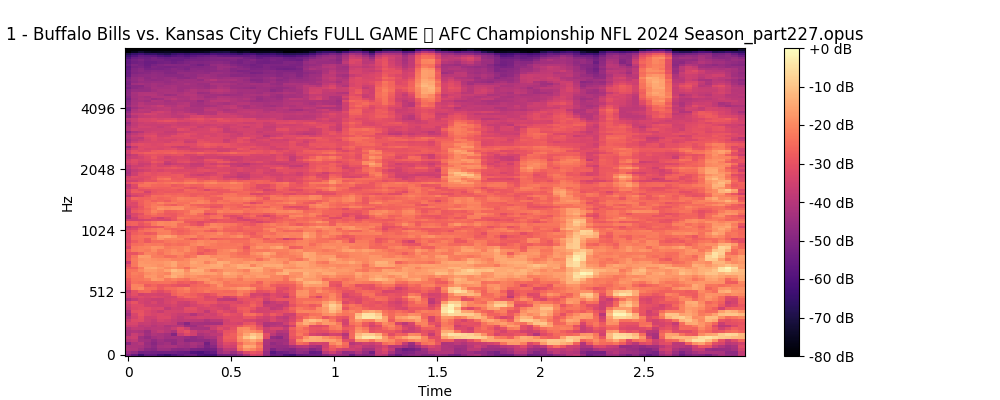 1 - Buffalo Bills vs. Kansas City Chiefs FULL GAME ▯ AFC Championship NFL 2024 Season_part227.opus
+0 dB
-10 dB
-20 dB
-30 dB
-40 dB
-50 dB
-60 dB
-70 dB
-80 dB
Hz
4096
2048
1024
512
0
0 0.5 1 1.5 2 2.5
Time